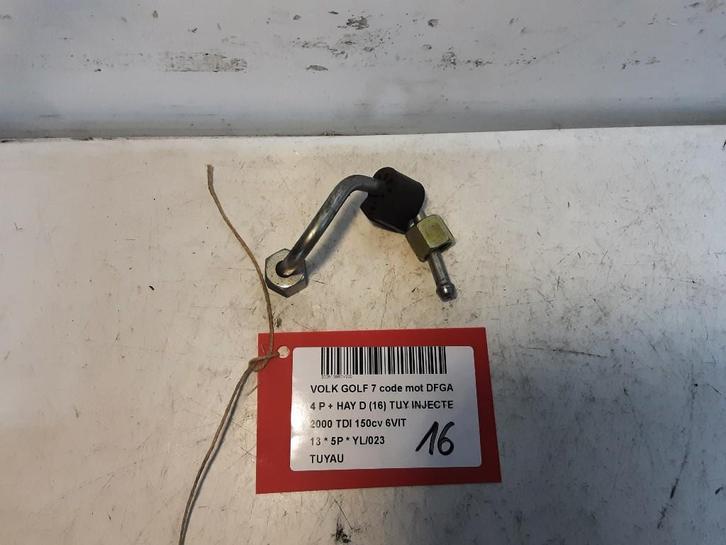 VOLK GOLF 7 code mot DFGA
4 P + HAY D (16) TUY INJECTE
2000 TDI 150cv 6VIT
13 * 5P * YL/023
TUYAU
16